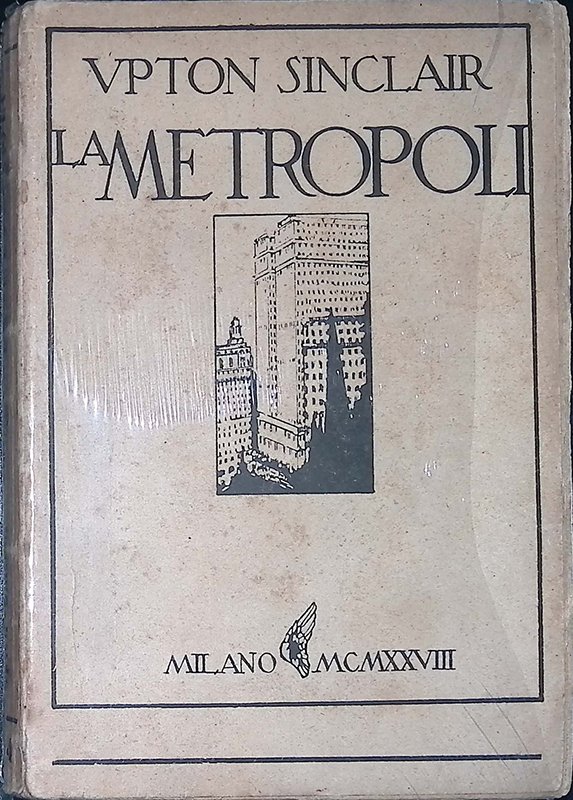 VPTON SINCLAIR
LA METROPOLI
MILANO MCMXXVIII